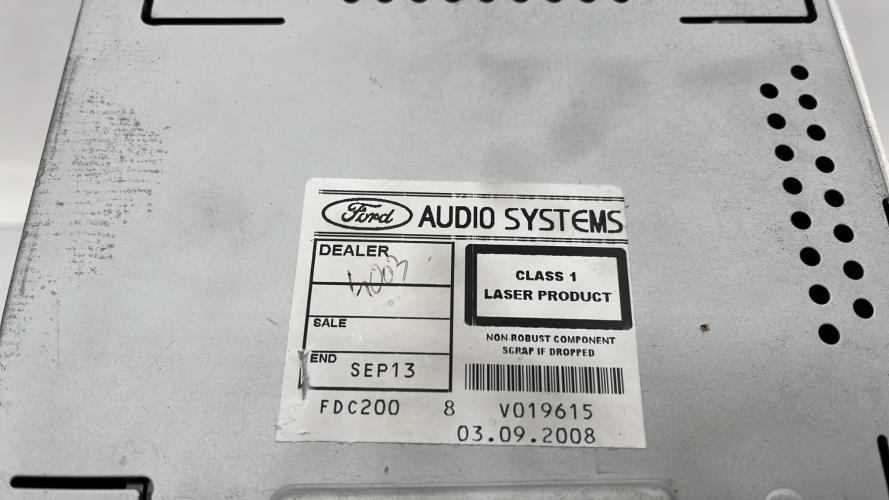 Ford AUDIO SYSTEMS
DEALER
SALE
END SEP13
CLASS 1
LASER PRODUCT
NON-ROBUST COMPONENT
SCRAP IF DROPPED
FDC200 8 V019615
03.09.2008